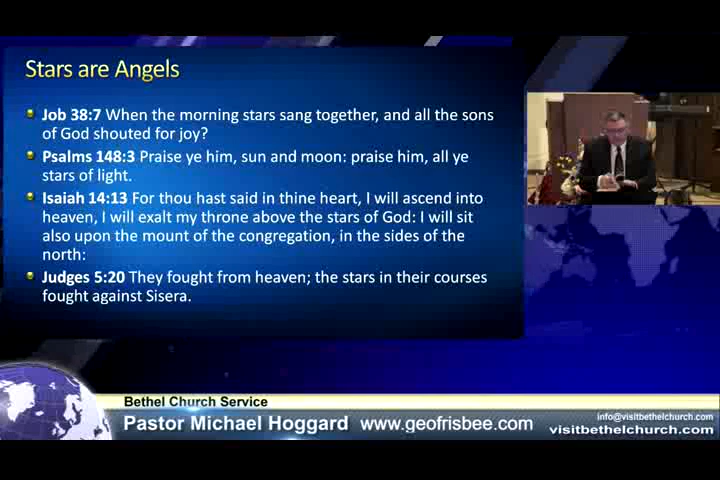 Stars are Angels
Job 38:7 When the morning stars sang together, and all the sons
of God shouted for joy?
Psalms 148:3 Praise ye him, sun and moon: praise him, all ye
stars of light.
Isaiah 14:13 For thou hast said in thine heart, I will ascend into
heaven, I will exalt my throne above the stars of God: I will sit
also upon the mount of the congregation, in the sides of the
north:
Judges 5:20 They fought from heaven; the stars in their courses
fought against Sisera.
Bethel Church Service
Pastor Michael Hoggard www.geofrisbee.com
info@visitbethelchurch.com
visitbethelchurch.com